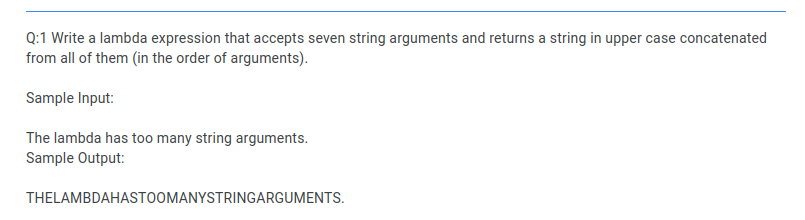 Q:1 Write a lambda expression that accepts seven string arguments and returns a string in upper case concatenated
from all of them (in the order of arguments).
Sample Input:
The lambda has too many string arguments.
Sample Output:
THELAMBDAHASTOOMANYSTRINGARGUMENTS.